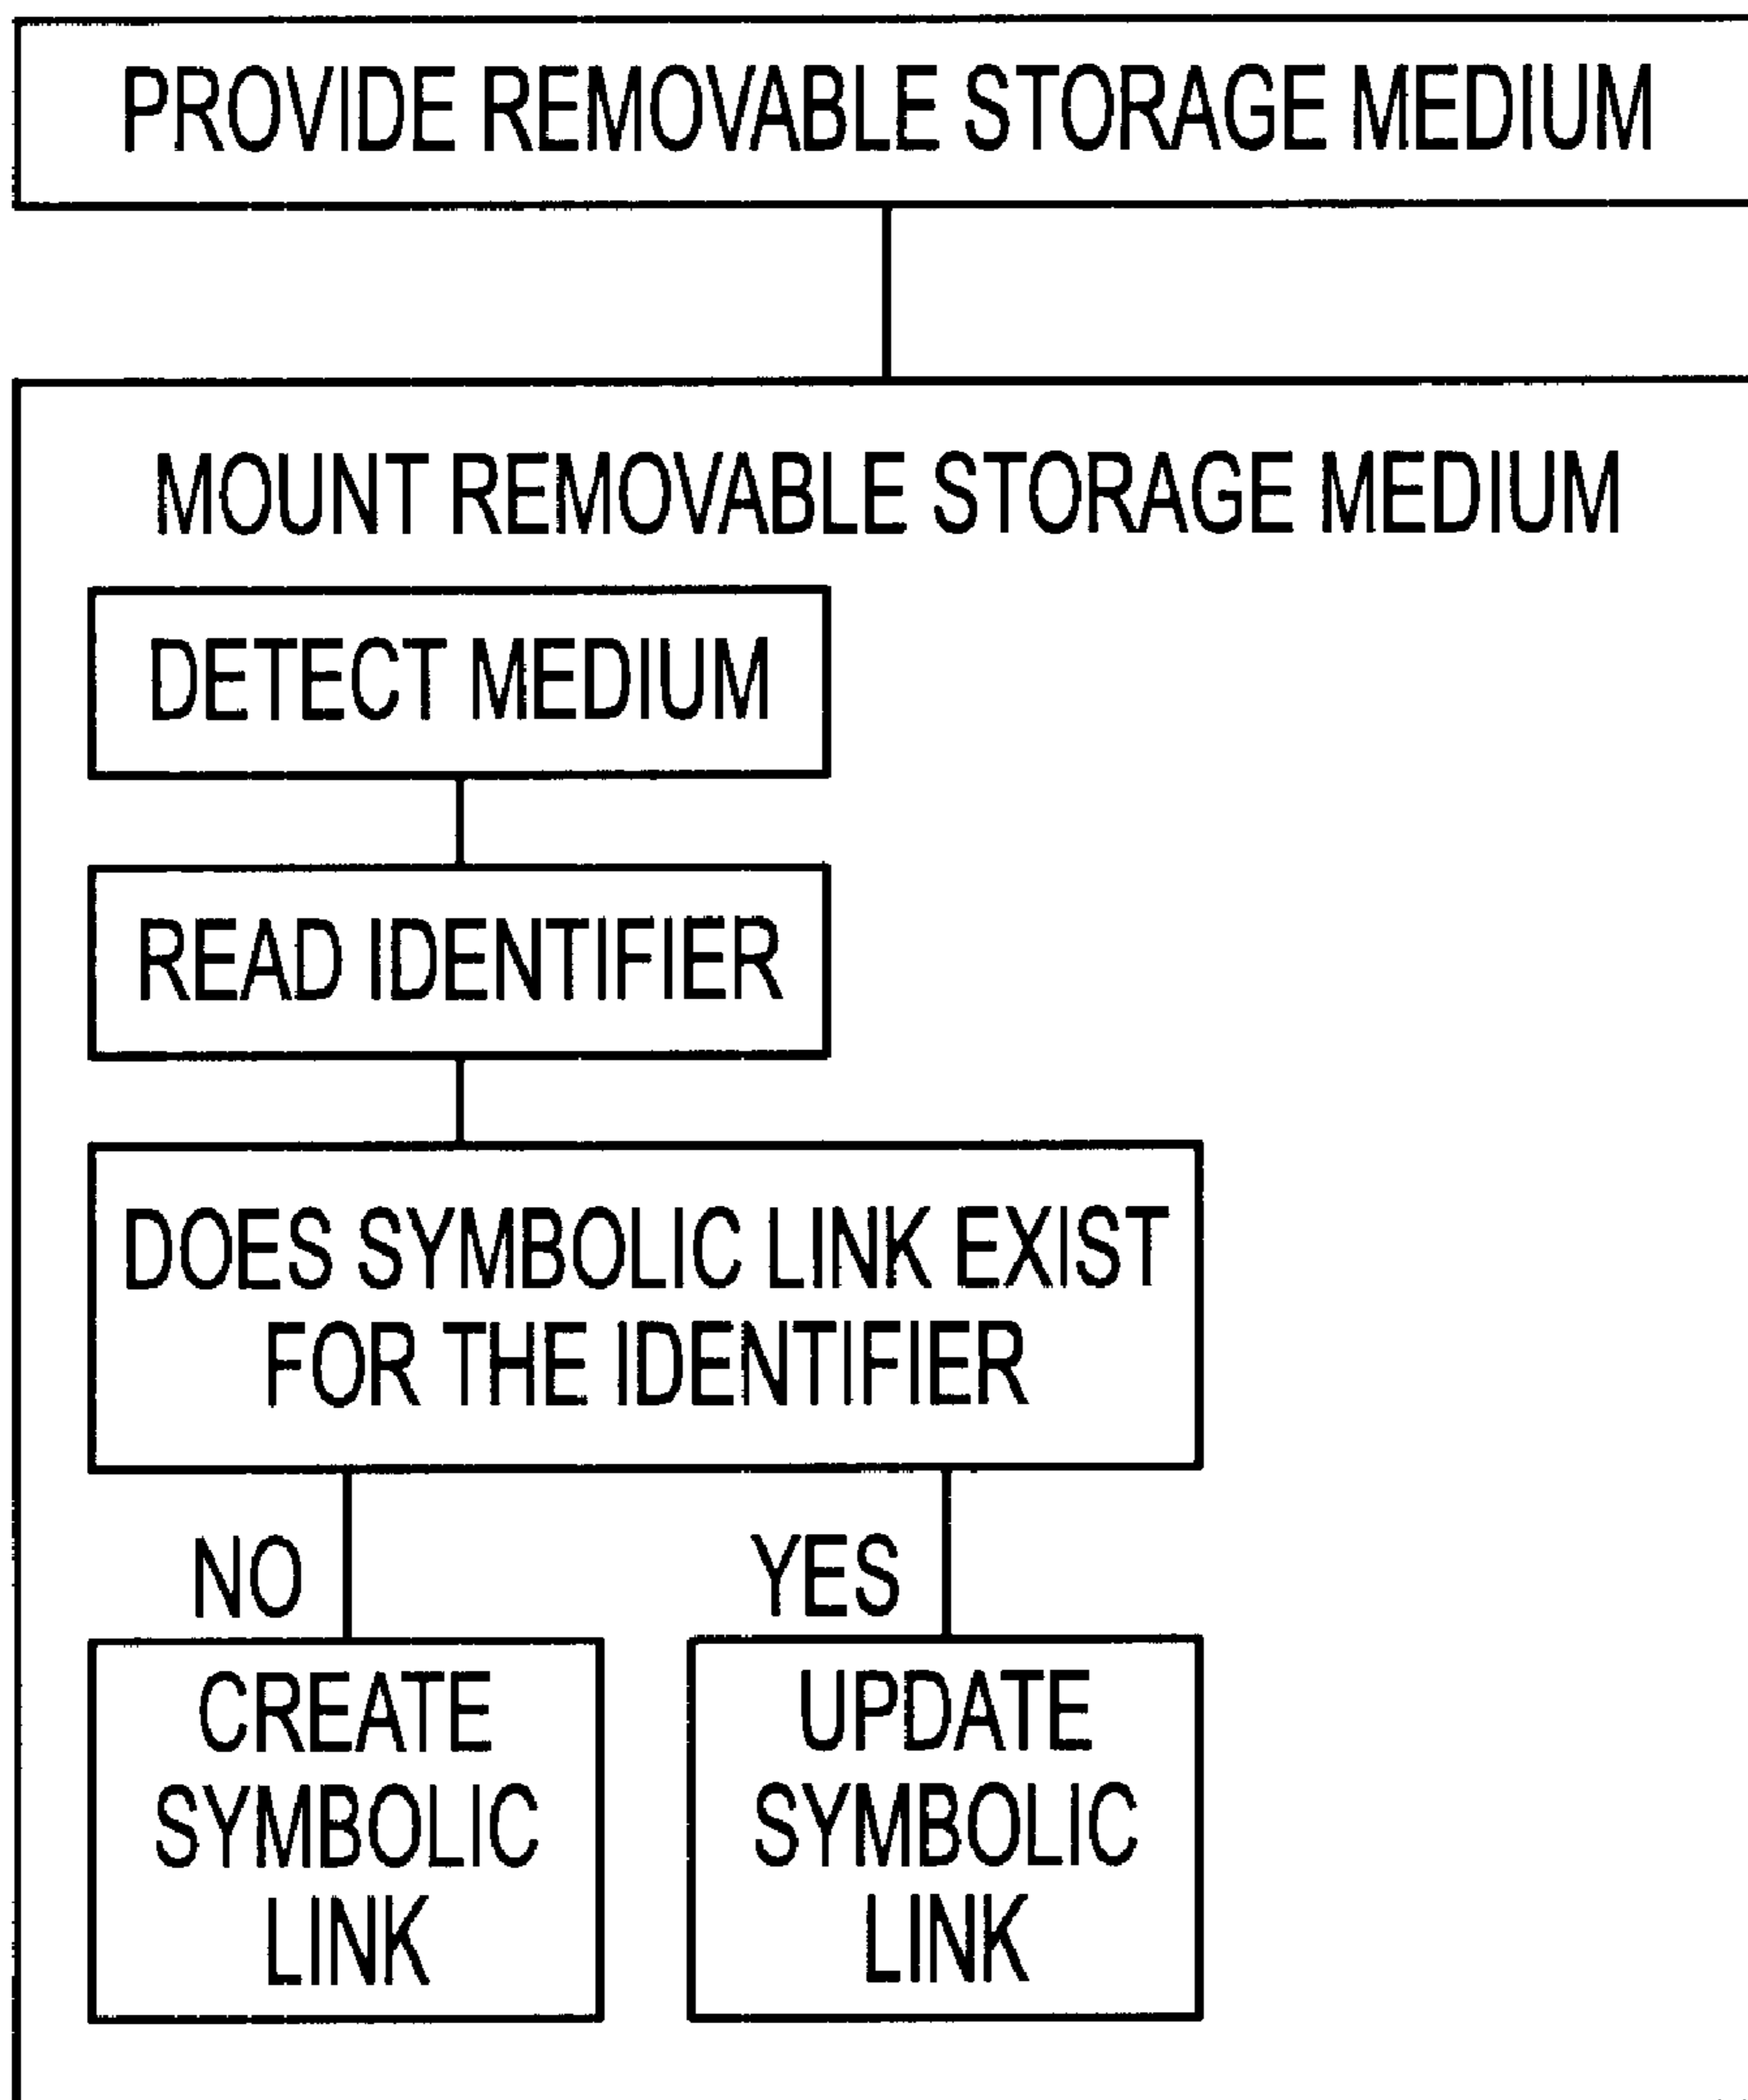 PROVIDE REMOVABLE STORAGE MEDIUM
MOUNT REMOVABLE STORAGE MEDIUM
DETECT MEDIUM
READ IDENTIFIER
DOES SYMBOLIC LINK EXIST
FOR THE IDENTIFIER
NO
YES
CREATE
SYMBOLIC
LINK
UPDATE
SYMBOLIC
LINK